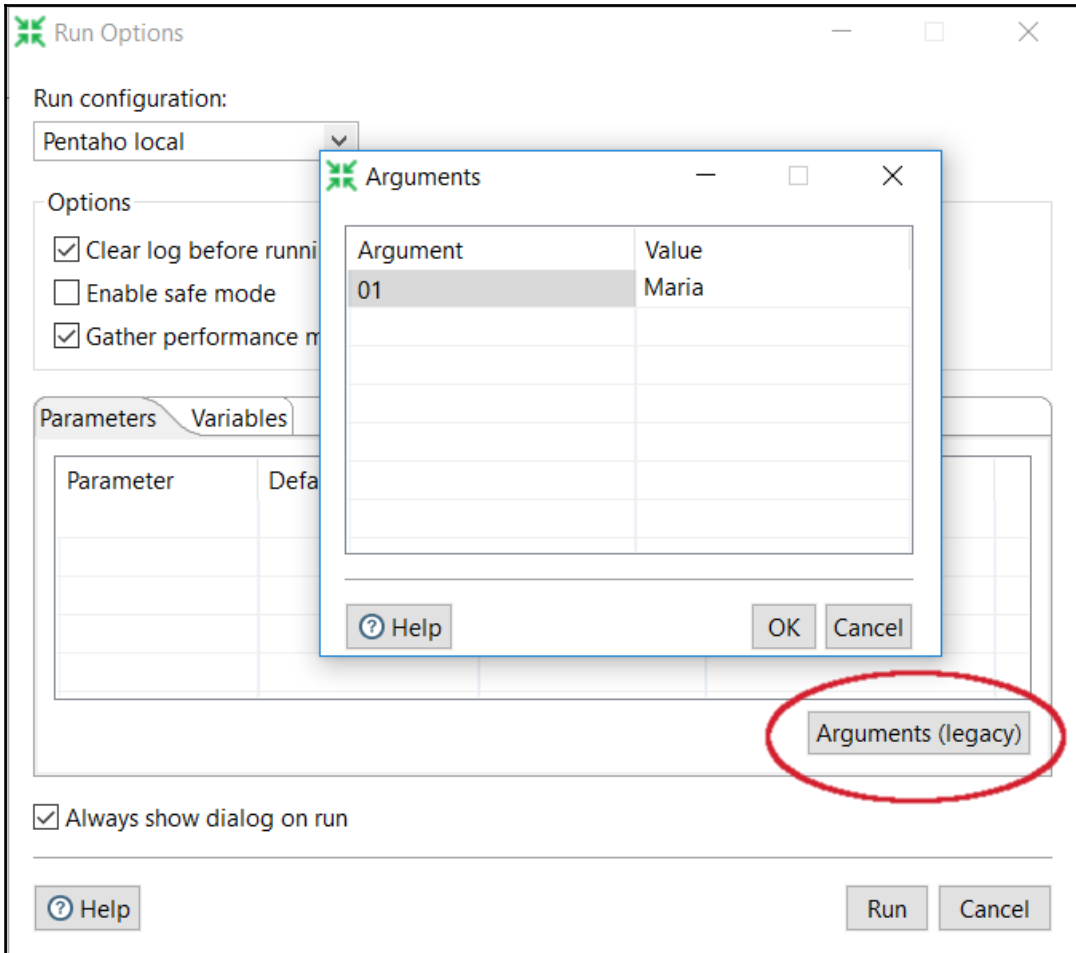 Run Options
Run configuration:
Pentaho local
Options
Clear log before runni
Enable safe mode
Gather performance m
Parameters Variables
Parameter Defa
Arguments
Argument Value
01 Maria
Help OK Cancel
Arguments (legacy)
Always show dialog on run
Help Run Cancel